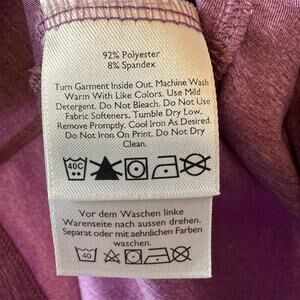 92% Polyester
8% Spandex
Turn Garment Inside Out. Machine Wash
Warm With Like Colors. Use Mild
Detergent. Do Not Bleach. Do Not Use
Fabric Softeners. Tumble Dry Low.
Remove Promptly. Cool Iron As Desired.
Do Not Iron On Print. Do Not Dry
Clean.
40C
Vor dem Waschen linke
Warenseite nach aussen drehen.
Separat oder mit aehnlichen Farben
waschen.
40